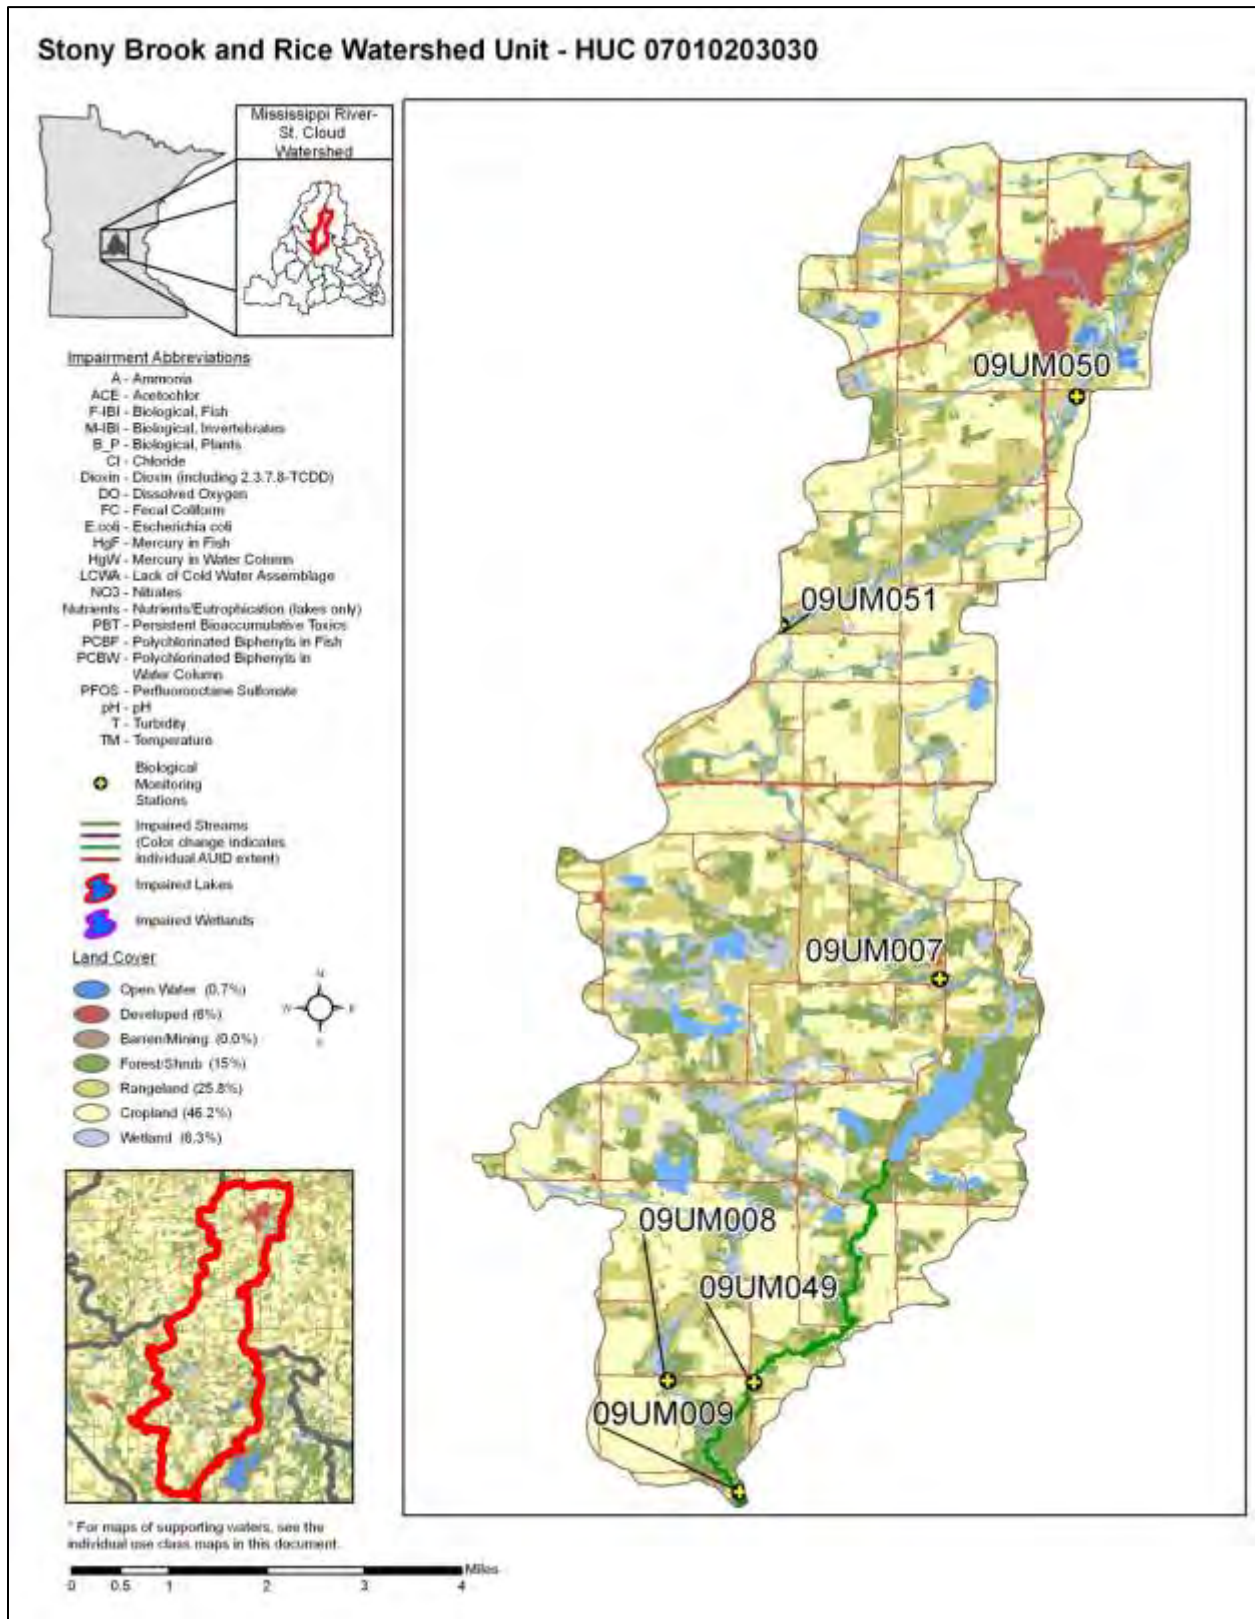 Stony Brook and Rice Watershed Unit - HUC 07010203030
Mississippi River-
St. Cloud
Watershed
Impairment Abbreviations
A - Ammonia
ACE - Acetochlor
F-IBI - Biological, Fish
M-IBI - Biological, Invertebrates
B_P - Biological, Plants
Cl - Chloride
Dioxin - Dioxin (including 2.3.7.8-TCDD)
DO - Dissolved Oxygen
FC - Fecal Coliform
E.coli - Escherichia coli
HgF - Mercury in Fish
HgW - Mercury in Water Column
LCWA - Lack of Cold Water Assemblage
NO3 - Nitrates
Nutrients - Nutrients/Eutrophication (lakes only)
PBT - Persistent Bioaccumulative Toxics
PCBF - Polychlorinated Biphenyls in Fish
PCBW - Polychlorinated Biphenyls in
Water Column
PFOS - Perfluorooctane Sulfonate
pH - pH
T - Turbidity
TM - Temperature
Biological
Monitoring
Stations
Impaired Streams
(Color change indicates
individual AUID extent)
Impaired Lakes
Impaired Wetlands
Land Cover
Open Water (0.7%)
Developed (6%)
Barren/Mining (0.0%)
Forest/Shrub (15%)
Rangeland (25.8%)
Cropland (46.2%)
Wetland (6.3%)
N
W
E
S
09UM050
09UM051
09UM007
09UM008
09UM049
09UM009
* For maps of supporting waters, see the
individual use class maps in this document.
Miles
0 0.5 1 2 3 4